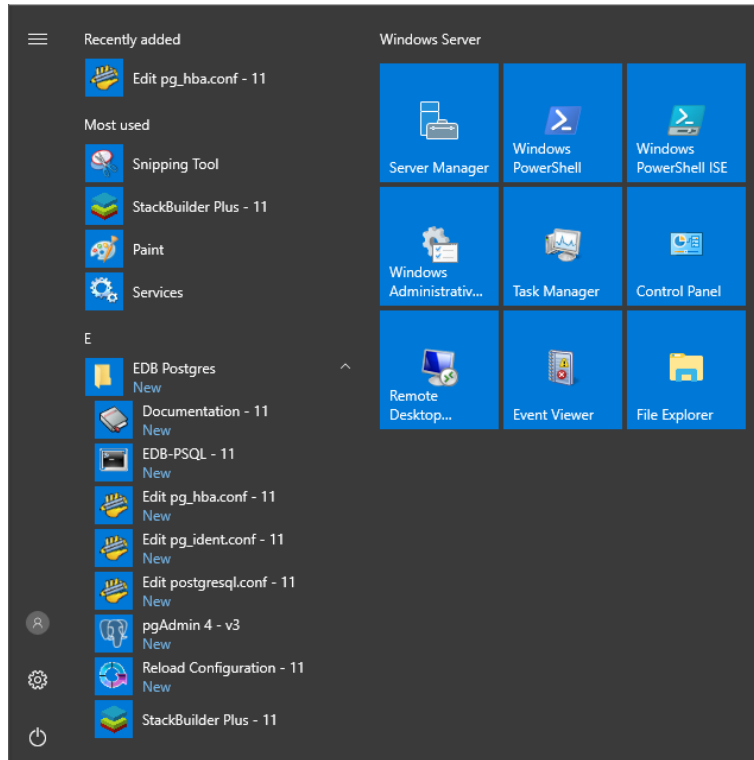 Recently added
Edit pg_hba.conf - 11
Most used
Snipping Tool
StackBuilder Plus - 11
Paint
Services
E
EDB Postgres
New
Documentation - 11
New
EDB-PSQL - 11
New
Edit pg_hba.conf - 11
New
Edit pg_ident.conf - 11
New
Edit postgresql.conf - 11
New
pgAdmin 4 - v3
New
Reload Configuration - 11
New
StackBuilder Plus - 11
Windows Server
Server Manager
Windows
PowerShell
Windows
PowerShell ISE
Windows
Administrativ...
Task Manager
Control Panel
Remote
Desktop...
Event Viewer
File Explorer